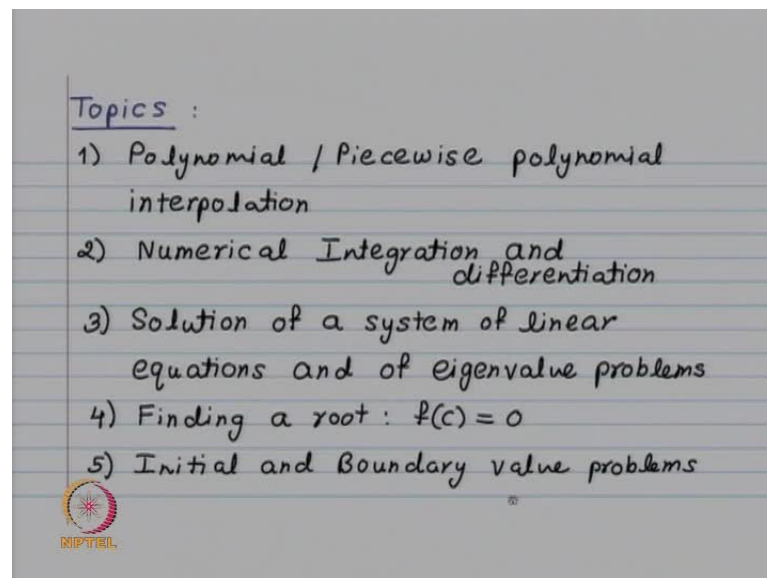 Topics :
1) Polynomial / Piecewise polynomial
interpolation
2) Numerical Integration and
differentiation
3) Solution of a system of linear
equations and of eigenvalue problems
4) Finding a root : f(c) = 0
5) Initial and Boundary value problems
NPTEL